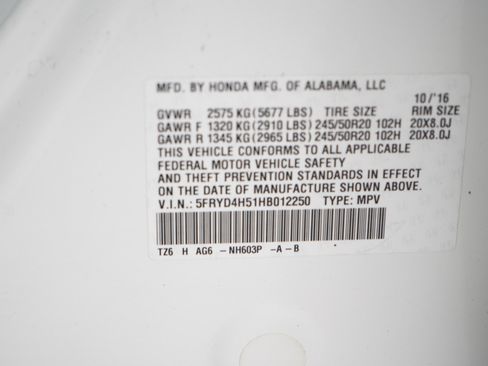 MFD. BY HONDA MFG. OF ALABAMA, LLC
10/'16
GVWR 2575 KG(5677 LBS) TIRE SIZE RIM SIZE
GAWR F 1320 KG(2910 LBS)245/50R20 102H 20X8.0J
GAWR R 1345 KG(2965 LBS)245/50R20 102H 20X8.0J
THIS VEHICLE CONFORMS TO ALL APPLICABLE
FEDERAL MOTOR VEHICLE SAFETY
AND THEFT PREVENTION STANDARDS IN EFFECT
ON THE DATE OF MANUFACTURE SHOWN ABOVE.
V.I.N.: 5FRYD4H51HB012250 TYPE: MPV
TZ6 H AG6 - NH603P -A-B